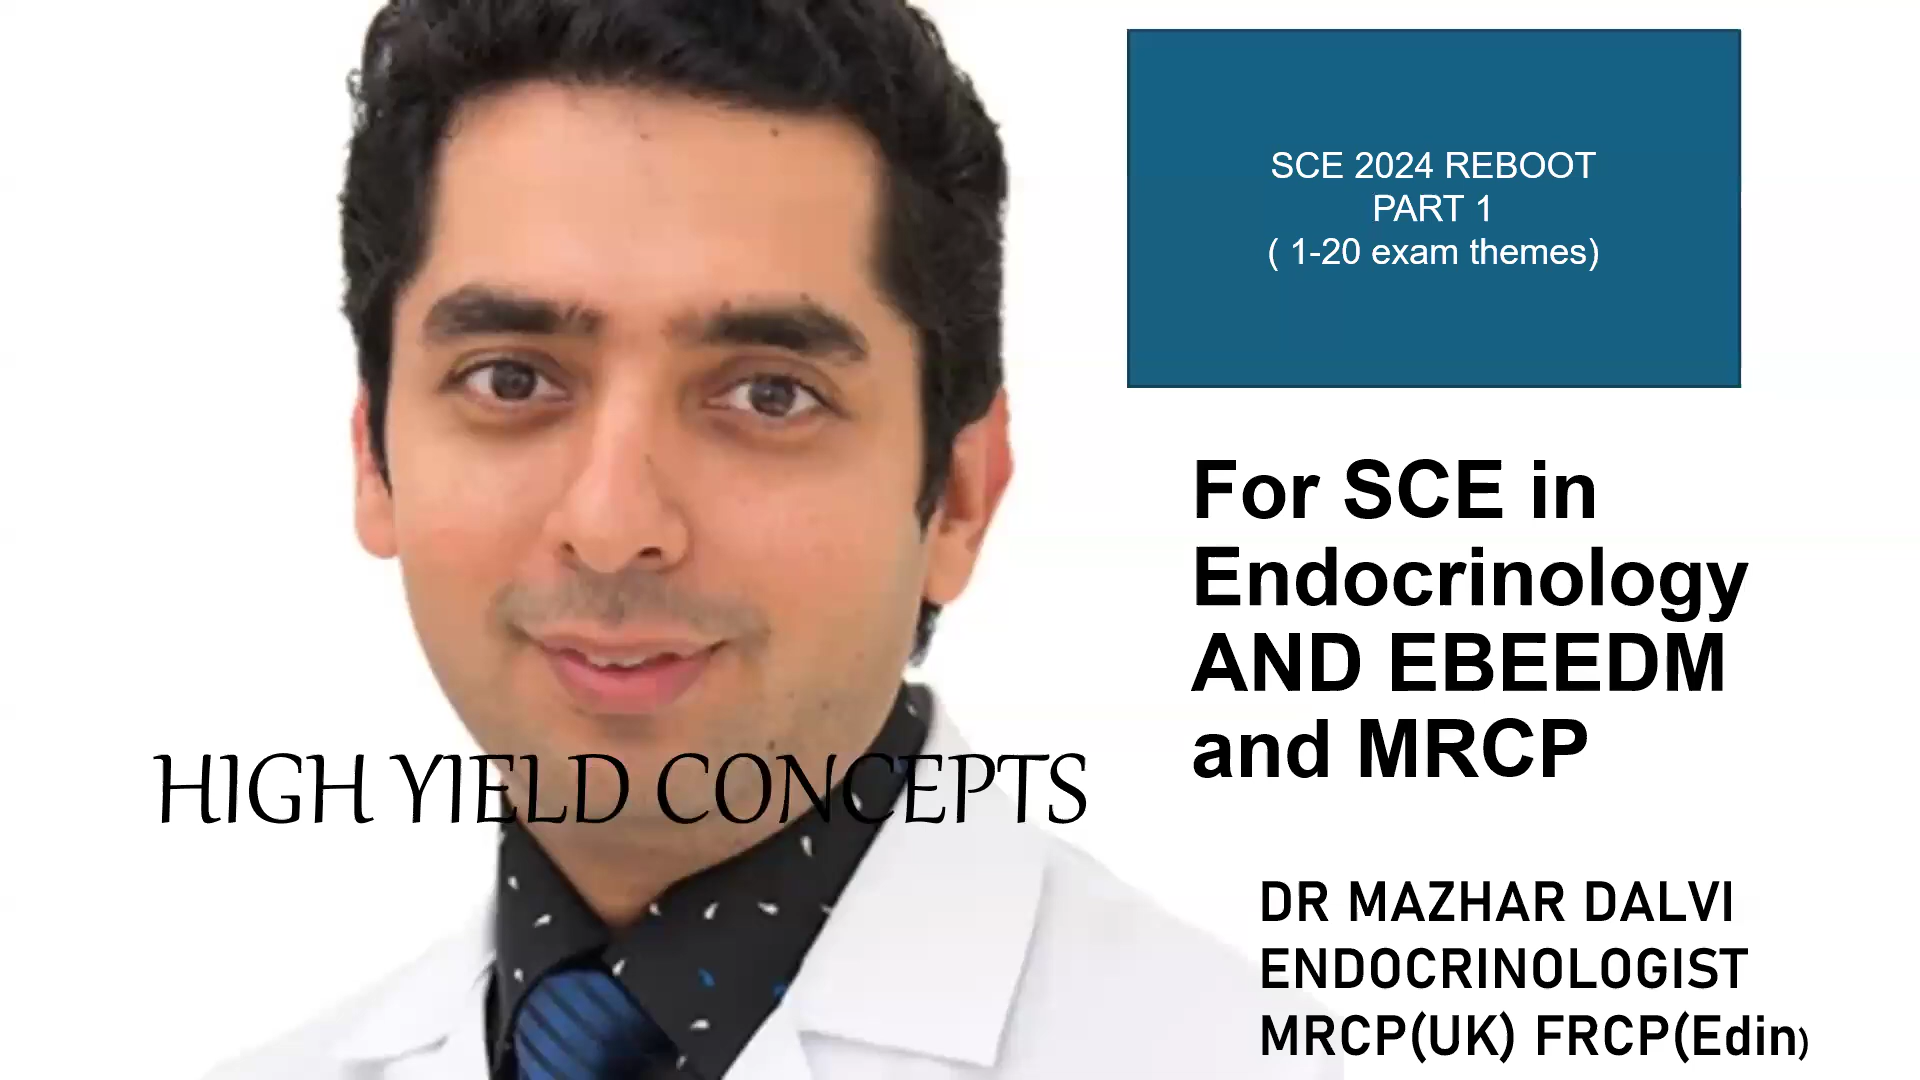 SCE 2024 REBOOT
PART 1
( 1-20 exam themes)
For SCE in
Endocrinology
AND EBEEDM
and MRCP
HIGH YIELD CONCEPTS
DR MAZHAR DALVI
ENDOCRINOLOGIST
MRCP(UK) FRCP(Edin)